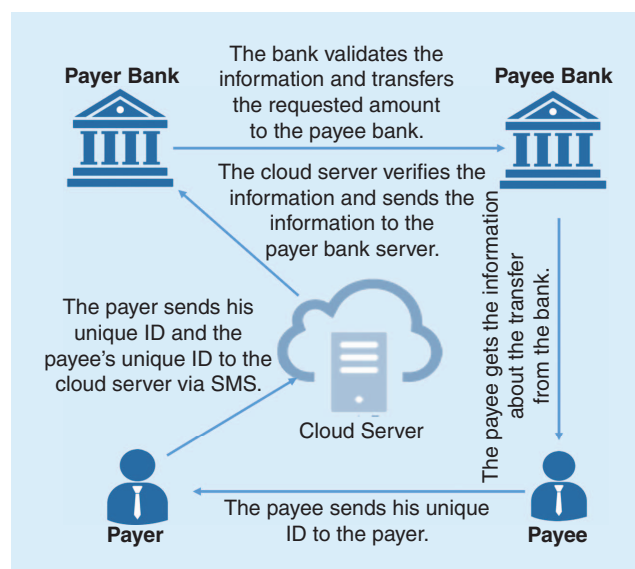 Payer Bank
The bank validates the
information and transfers
the requested amount
to the payee bank.
Payee Bank
The cloud server verifies the
information and sends the
information to the
payer bank server.
The payer sends his
unique ID and the
payee's unique ID to the
cloud server via SMS.
Cloud Server
The payee gets the information
about the transfer
from the bank.
The payee sends his unique
ID to the payer.
Payer
Payee